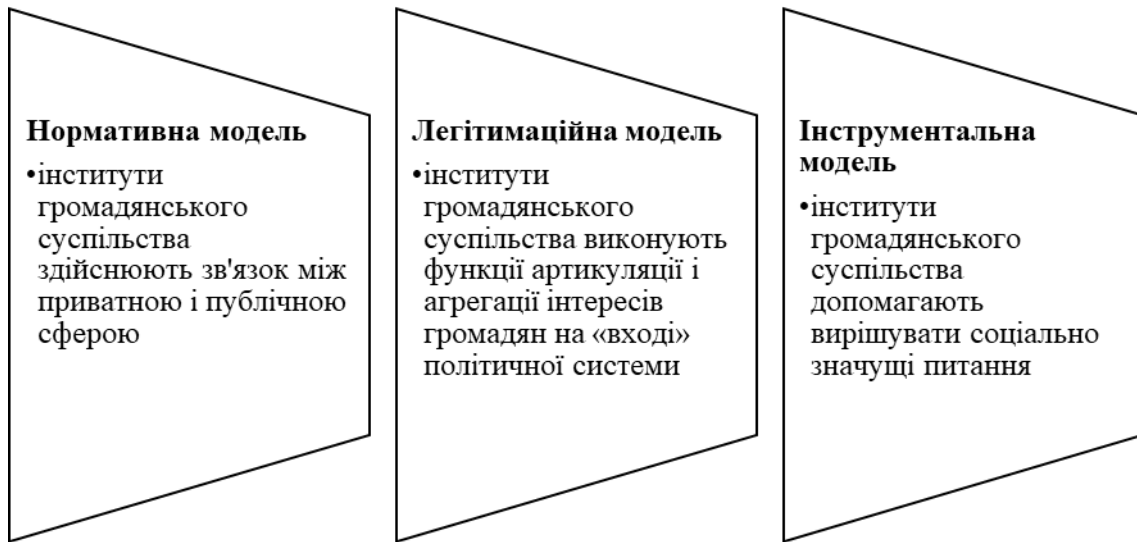 Нормативна модель
•інститути
громадянського
суспільства
здійснюють зв'язок між
приватною і публічною
сферою
Легітимаційна модель
•інститути
громадянського
суспільства виконують
функції артикуляції і
агрегації інтересів
громадян на «вході»
політичної системи
Інструментальна
модель
•інститути
громадянського
суспільства
допомагають
вирішувати соціально
значущі питання